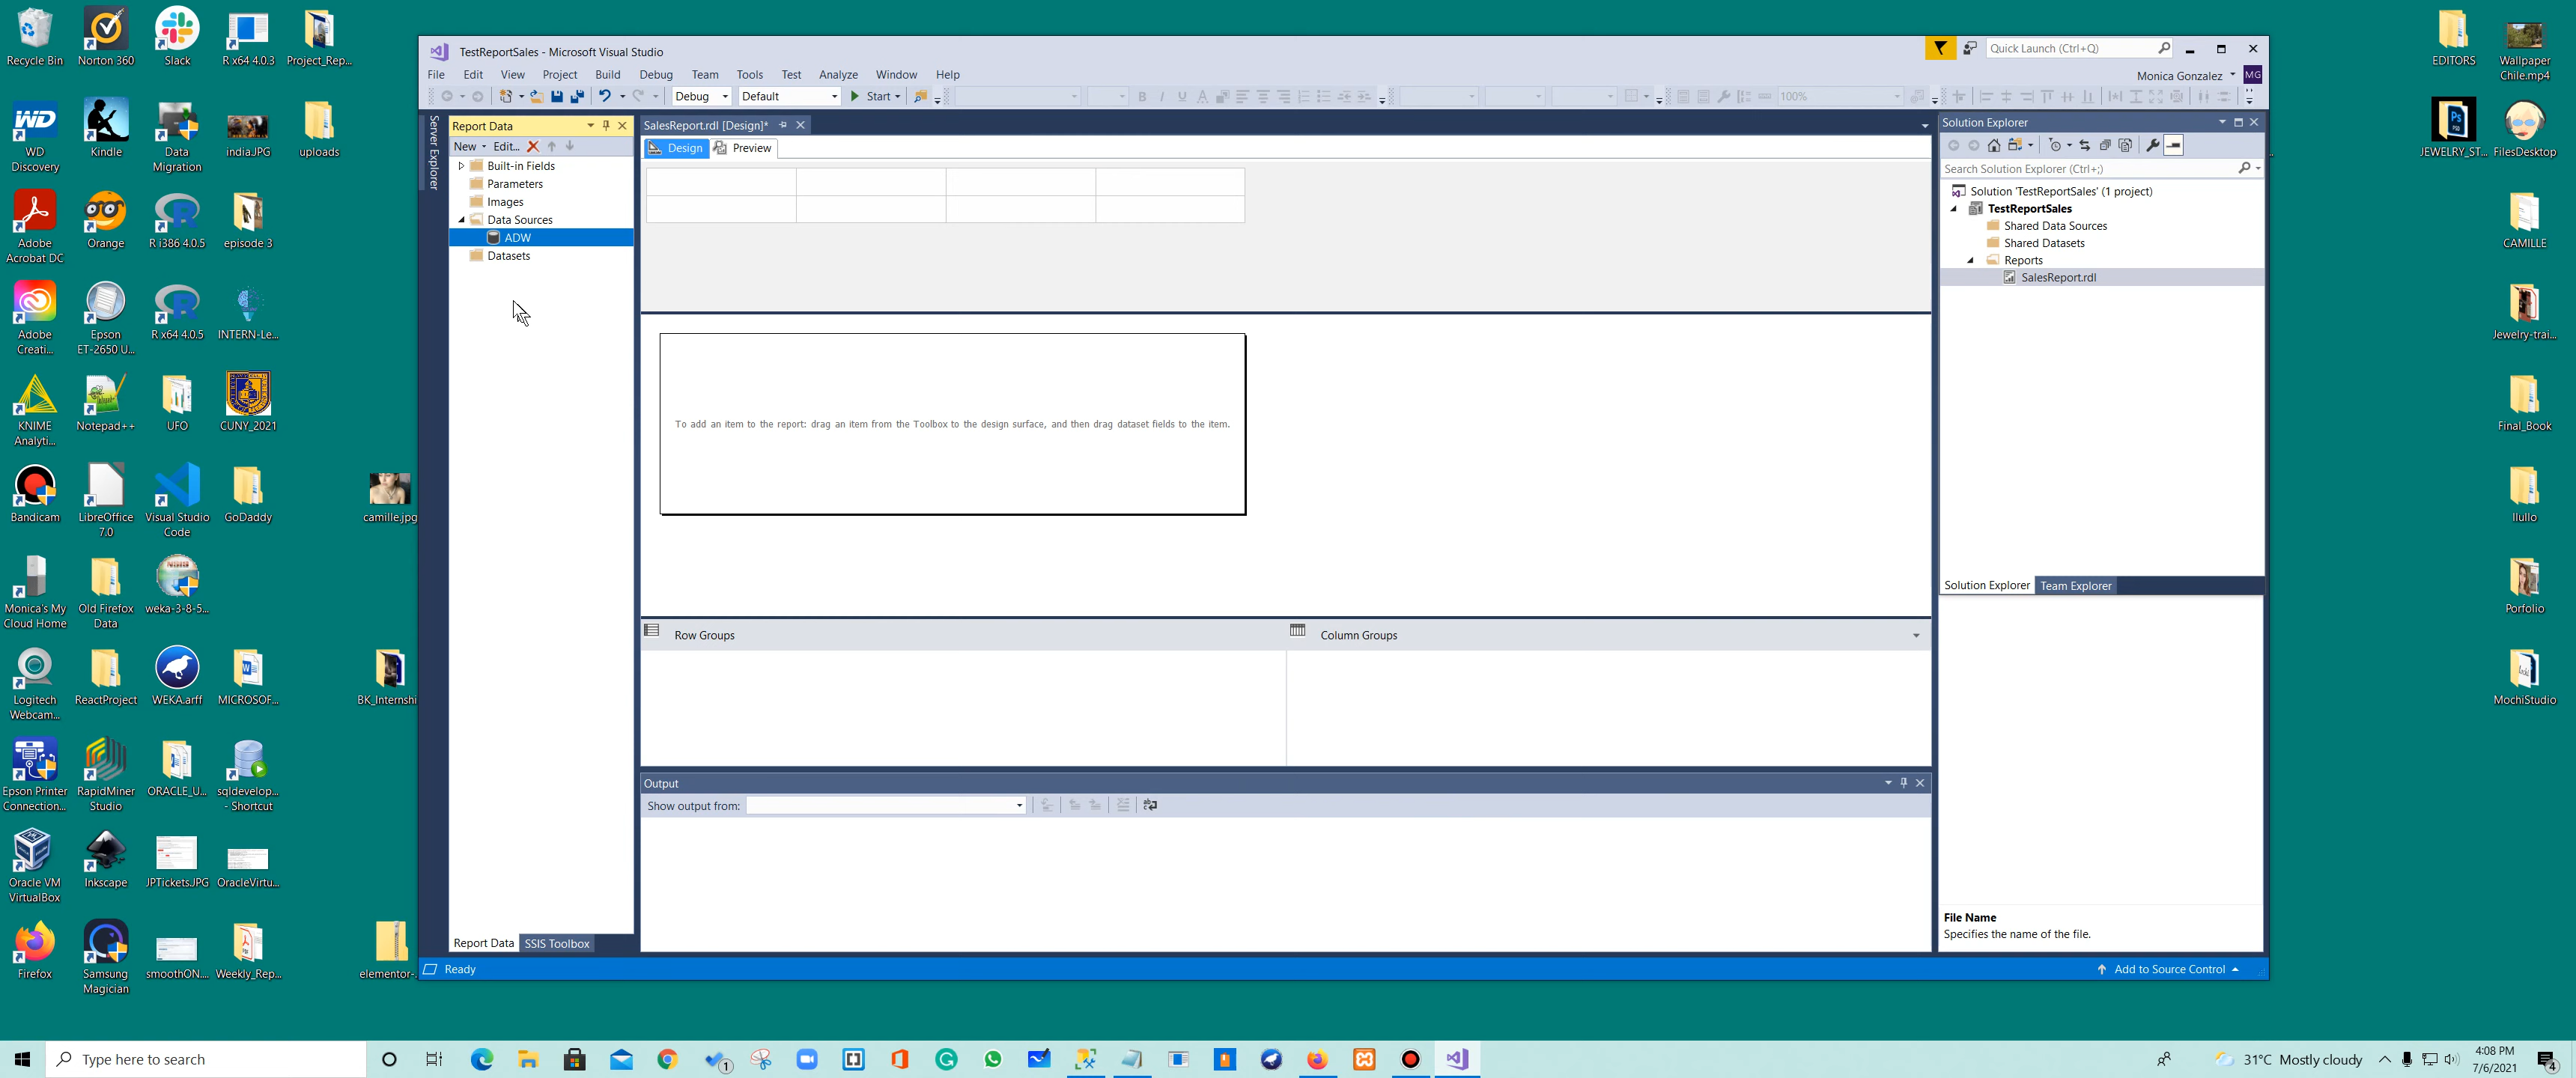 Recycle Bin
Norton 360
Slack
R x64 4.0.3
Project_Rep...
WD
Discovery
Kindle
Data
Migration
india.JPG
uploads
Adobe
Acrobat DC
Orange
R i386 4.0.5
episode 3
Adobe
Creati...
Epson
ET-2650 U...
R x64 4.0.5
INTERN-Le...
KNIME
Analyti...
Notepad++
UFO
CUNY_2021
Bandicam
LibreOffice
7.0
Visual Studio
Code
GoDaddy
camille.jpg
Monica's My
Cloud Home
Old Firefox
Data
weka-3-8-5...
Logitech
Webcam...
ReactProject
WEKA.arff
MICROSOF...
BK_Internshi
Epson Printer
Connection...
RapidMiner
Studio
ORACLE_U...
sqldevelop...
- Shortcut
Oracle VM
VirtualBox
Inkscape
JPTickets.JPG
OracleVirtu...
Firefox
Samsung
Magician
smoothON....
Weekly_Rep...
elementor-.
TestReportSales - Microsoft Visual Studio
Quick Launch (Ctrl+Q)
File Edit View Project Build Debug Team Tools Test Analyze Window Help
Monica Gonzalez MG
Debug Default Start 100%
Server Explorer
Report Data
New Edit...
Built-in Fields
Parameters
Images
Data Sources
ADW
Datasets
Report Data SSIS Toolbox
SalesReport.rdl [Design]*
Design Preview
To add an item to the report: drag an item from the Toolbox to the design surface, and then drag dataset fields to the item.
Row Groups Column Groups
Output
Show output from:
Solution Explorer
Search Solution Explorer (Ctrl+;)
Solution 'TestReportSales' (1 project)
TestReportSales
Shared Data Sources
Shared Datasets
Reports
SalesReport.rdl
Solution Explorer Team Explorer
File Name
Specifies the name of the file.
Ready
Add to Source Control
EDITORS
Wallpaper
Chile.mp4
JEWELRY_ST...
FilesDesktop
CAMILLE
Jewelry-trai...
Final_Book
Ilullo
Porfolio
MochiStudio
Type here to search
1
31°C Mostly cloudy
4:08 PM
7/6/2021
4